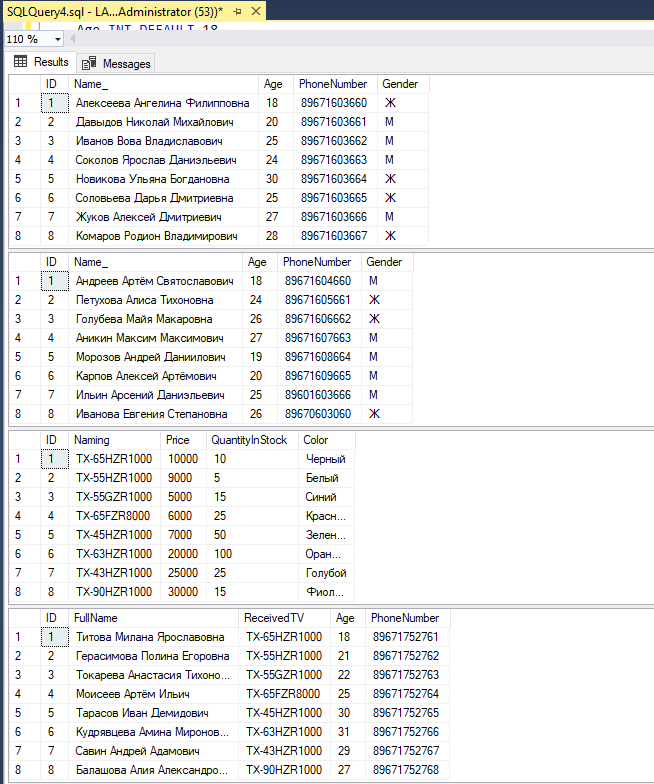 SQLQuery4.sql - LA...Administrator (53))*
Age INT DEFAULT 18
110 %
Results Messages
ID Name_ Age PhoneNumber Gender
1 1 Алексеева Ангелина Филипповна 18 89671603660 Ж
2 2 Давыдов Николай Михайлович 20 89671603661 М
3 3 Иванов Вова Владиславович 25 89671603662 М
4 4 Соколов Ярослав Даниэльевич 24 89671603663 М
5 5 Новикова Ульяна Богдановна 30 89671603664 Ж
6 6 Соловьева Дарья Дмитриевна 25 89671603665 Ж
7 7 Жуков Алексей Дмитриевич 27 89671603666 М
8 8 Комаров Родион Владимирович 28 89671603667 Ж
ID Name_ Age PhoneNumber Gender
1 1 Андреев Артём Святославович 18 89671604660 М
2 2 Петухова Алиса Тихоновна 24 89671605661 Ж
3 3 Голубева Майя Макаровна 26 89671606662 Ж
4 4 Аникин Максим Максимович 27 89671607663 М
5 5 Морозов Андрей Даниилович 19 89671608664 М
6 6 Карпов Алексей Артёмович 20 89671609665 М
7 7 Ильин Арсений Даниэльевич 25 89601603666 М
8 8 Иванова Евгения Степановна 26 89670603060 Ж
ID Naming Price QuantityInStock Color
1 1 TX-65HZR1000 10000 10 Черный
2 2 TX-55HZR1000 9000 5 Белый
3 3 TX-55GZR1000 5000 15 Синий
4 4 TX-65FZR8000 6000 25 Красн...
5 5 TX-45HZR1000 7000 50 Зелен...
6 6 TX-63HZR1000 20000 100 Оран...
7 7 TX-43HZR1000 25000 25 Голубой
8 8 TX-90HZR1000 30000 15 Фиол...
ID FullName ReceivedTV Age PhoneNumber
1 1 Титова Милана Ярославовна TX-65HZR1000 18 89671752761
2 2 Герасимова Полина Егоровна TX-55HZR1000 21 89671752762
3 3 Токарева Анастасия Тихоно... TX-55GZR1000 22 89671752763
4 4 Моисеев Артём Ильич TX-65FZR8000 25 89671752764
5 5 Тарасов Иван Демидович TX-45HZR1000 30 89671752765
6 6 Кудрявцева Амина Миронов... TX-63HZR1000 31 89671752766
7 7 Савин Андрей Адамович TX-43HZR1000 29 89671752767
8 8 Балашова Алия Александро... TX-90HZR1000 27 89671752768